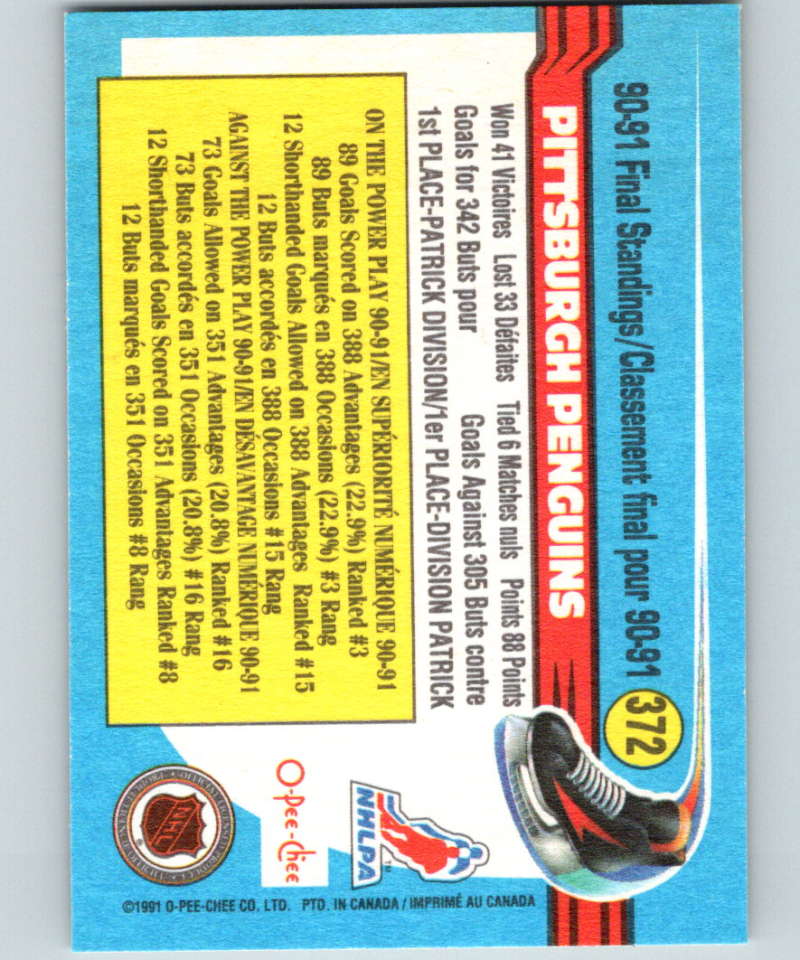 90-91 Final Standings/Classement final pour 90-91
372
PITTSBURGH PENGUINS
Won 41 Victoires Lost 33 Défaites Tied 6 Matches nuls Points 88 Points
Goals for 342 Buts pour Goals Against 305 Buts contre
1st PLACE-PATRICK DIVISION/1er PLACE-DIVISION PATRICK
ON THE POWER PLAY 90-91/EN SUPÉRIORITÉ NUMÉRIQUE 90-91
89 Goals Scored on 388 Advantages (22.9%) Ranked #3
89 Buts marqués en 388 Occasions (22.9%) #3 Rang
12 Shorthanded Goals Allowed on 388 Advantages Ranked #15
12 Buts accordés en 388 Occasions #15 Rang
AGAINST THE POWER PLAY 90-91/EN DÉSAVANTAGE NUMÉRIQUE 90-91
73 Goals Allowed on 351 Advantages (20.8%) Ranked #16
73 Buts accordés en 351 Occasions (20.8%) #16 Rang
12 Shorthanded Goals Scored on 351 Advantages Ranked #8
12 Buts marqués en 351 Occasions #8 Rang
NHLPA
TM
O-Pee-Chee
NHL
®
©1991 O-PEE-CHEE CO. LTD. PTD. IN CANADA / IMPRIMÉ AU CANADA